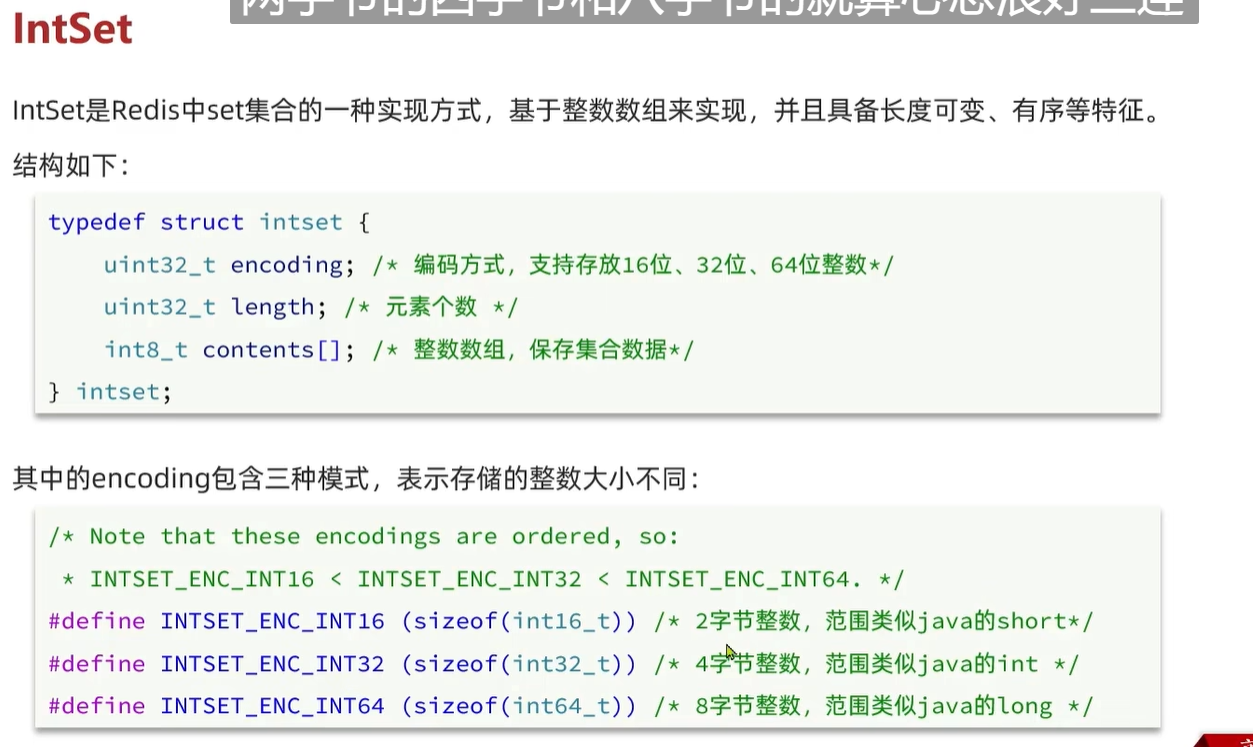 IntSet
IntSet是Redis中set集合的一种实现方式，基于整数数组来实现，并且具备长度可变、有序等特征。
结构如下：
typedef struct intset {
    uint32_t encoding; /* 编码方式，支持存放16位、32位、64位整数*/
    uint32_t length; /* 元素个数 */
    int8_t contents[]; /* 整数数组，保存集合数据*/
} intset;
其中的encoding包含三种模式，表示存储的整数大小不同：
/* Note that these encodings are ordered, so:
 * INTSET_ENC_INT16 < INTSET_ENC_INT32 < INTSET_ENC_INT64. */
#define INTSET_ENC_INT16 (sizeof(int16_t)) /* 2字节整数，范围类似java的short*/
#define INTSET_ENC_INT32 (sizeof(int32_t)) /* 4字节整数，范围类似java的int */
#define INTSET_ENC_INT64 (sizeof(int64_t)) /* 8字节整数，范围类似java的long */